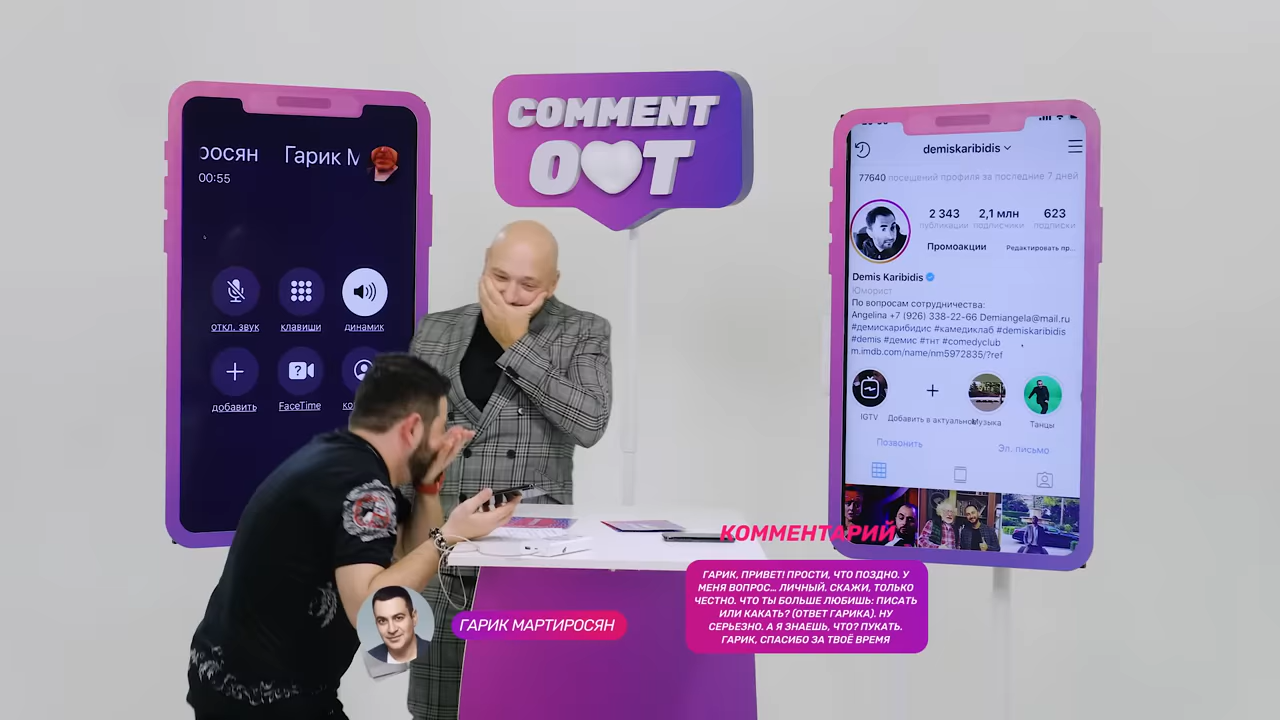 COMMENT
OUT
росян Гарик М
00:55
откл. звук
клавиши
динамик
добавить
FaceTime
ко
demiskaribidis
77640 посещений профиля за последние 7 дней
2 343
2,1 млн
623
публикации
подписчики
подписки
Промоакции
Редактировать пр...
Demis Karibidis
Юморист
По вопросам сотрудничества:
Angelina +7 (926) 338-22-66 Demiangela@mail.ru
#демискарибидис #камедиклаб #demiskaribidis
#demis #демис #тнт #comedyclub
m.imdb.com/name/nm5972835/?ref
IGTV
Добавить в актуально
Музыка
Танцы
Позвонить
Эл. письмо
КОММЕНТАРИЙ
ГАРИК, ПРИВЕТ! ПРОСТИ, ЧТО ПОЗДНО. У
МЕНЯ ВОПРОС... ЛИЧНЫЙ. СКАЖИ, ТОЛЬКО
ЧЕСТНО. ЧТО ТЫ БОЛЬШЕ ЛЮБИШЬ: ПИСАТЬ
ИЛИ КАКАТЬ? (ОТВЕТ ГАРИКА). НУ
СЕРЬЕЗНО. А Я ЗНАЕШЬ, ЧТО? ПУКАТЬ.
ГАРИК, СПАСИБО ЗА ТВОЁ ВРЕМЯ
ГАРИК МАРТИРОСЯН